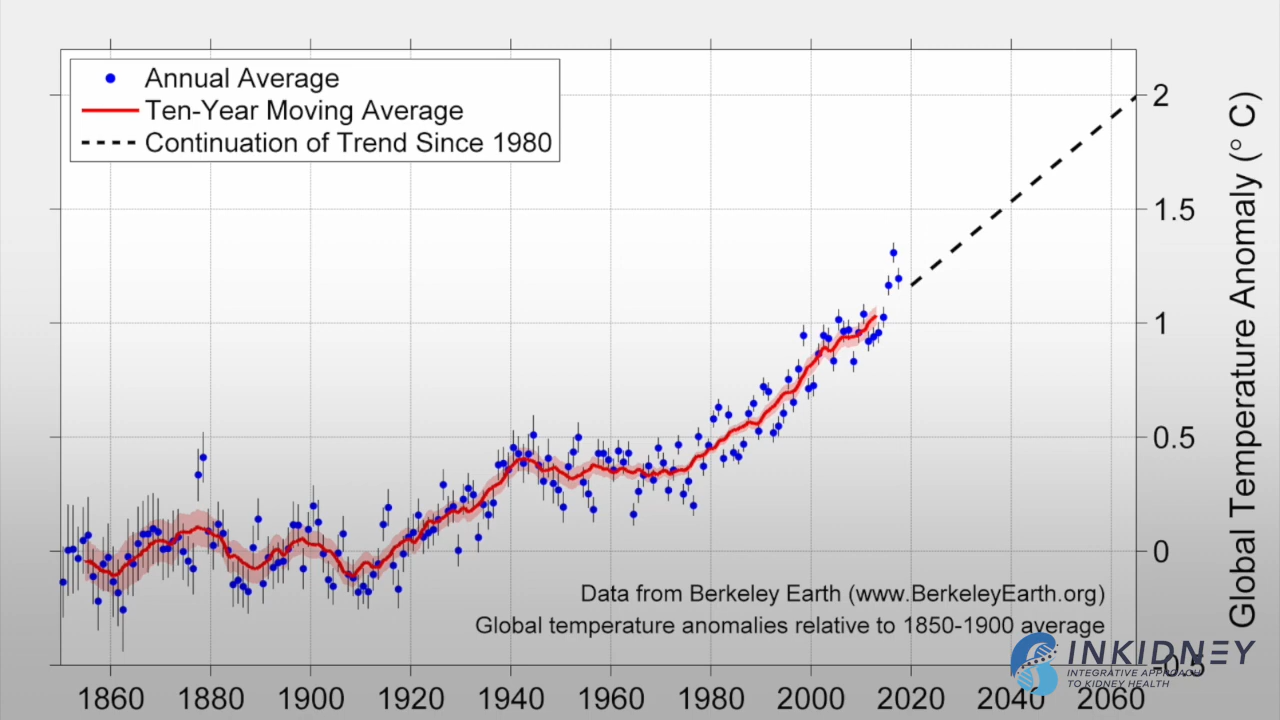 Annual Average
Ten-Year Moving Average
Continuation of Trend Since 1980
2
1.5
1
0.5
0
-0.5
Global Temperature Anomaly (° C)
Data from Berkeley Earth (www.BerkeleyEarth.org)
Global temperature anomalies relative to 1850-1900 average
1860 1880 1900 1920 1940 1960 1980 2000 2020 2040 2060
INKIDNEY
INTEGRATIVE APPROACH
TO KIDNEY HEALTH